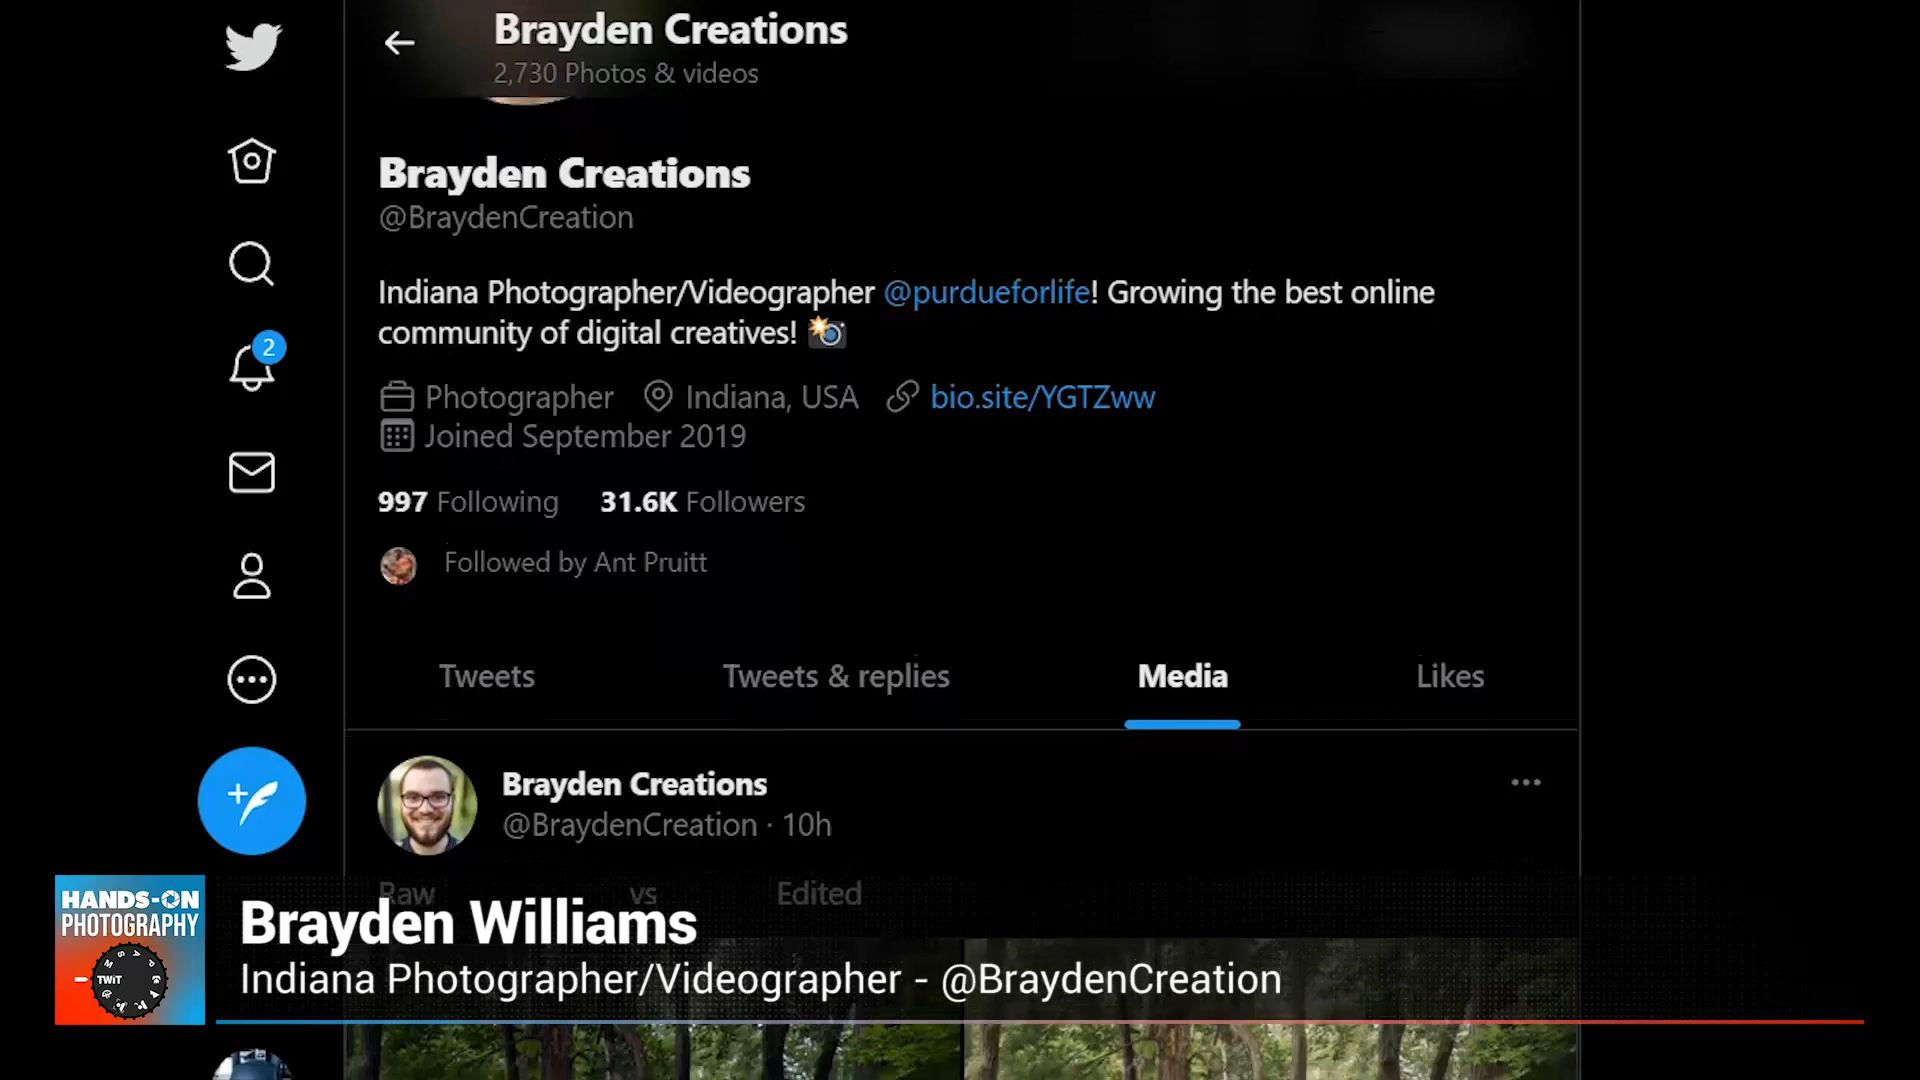 Brayden Creations
2,730 Photos & videos
Brayden Creations
@BraydenCreation
Indiana Photographer/Videographer @purdueforlife! Growing the best online
community of digital creatives!
Photographer Indiana, USA bio.site/YGTZww
Joined September 2019
997 Following 31.6K Followers
Followed by Ant Pruitt
Tweets Tweets & replies Media Likes
2
Brayden Creations
@BraydenCreation · 10h
Raw vs Edited
HANDS-ON
PHOTOGRAPHY
TWiT
Brayden Williams
Indiana Photographer/Videographer - @BraydenCreation